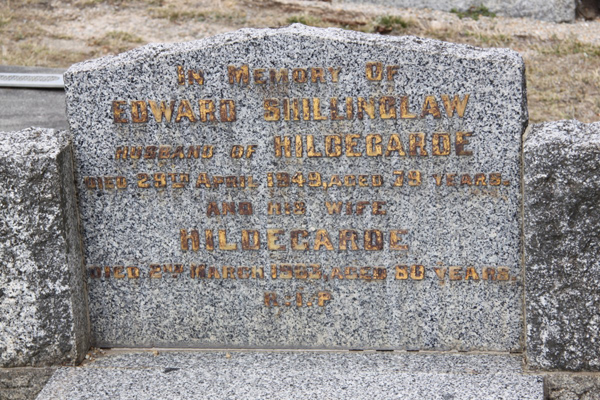 IN MEMORY OF
EDWARD SHILLINGLAW
HUSBAND OF HILDEGARDE
DIED 29TH APRIL 1949, AGED 79 YEARS.
AND HIS WIFE
HILDEGARDE
DIED 2ND MARCH AGED 80 YEARS.
R.I.P